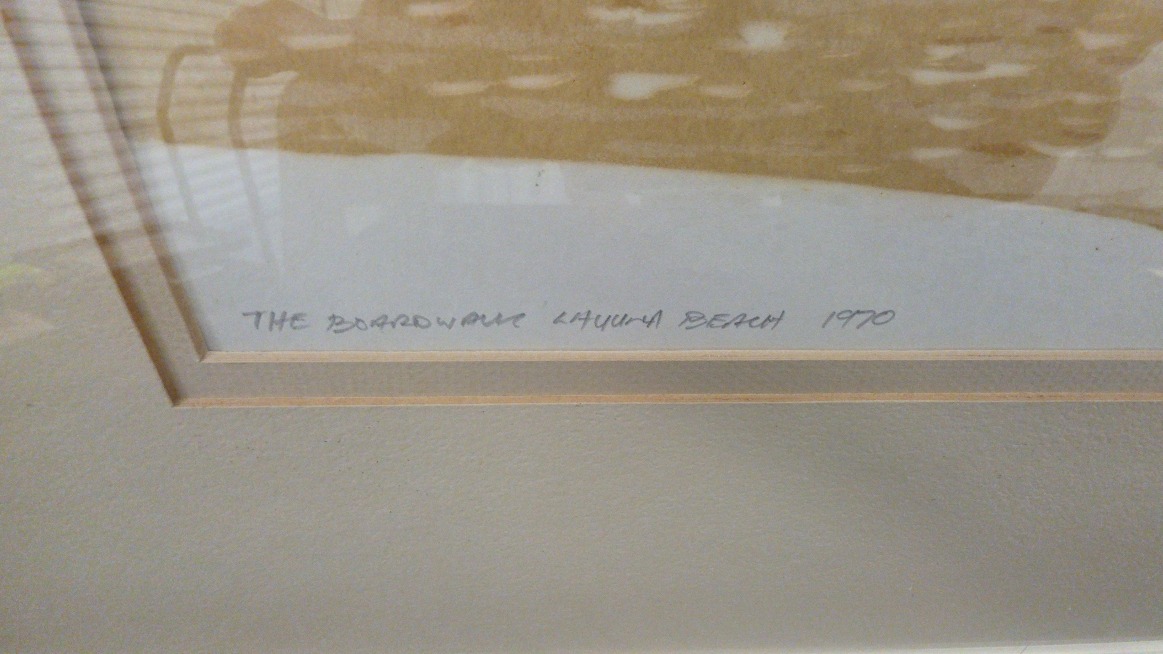 THE BOARDWALK LAGUNA BEACH 1970